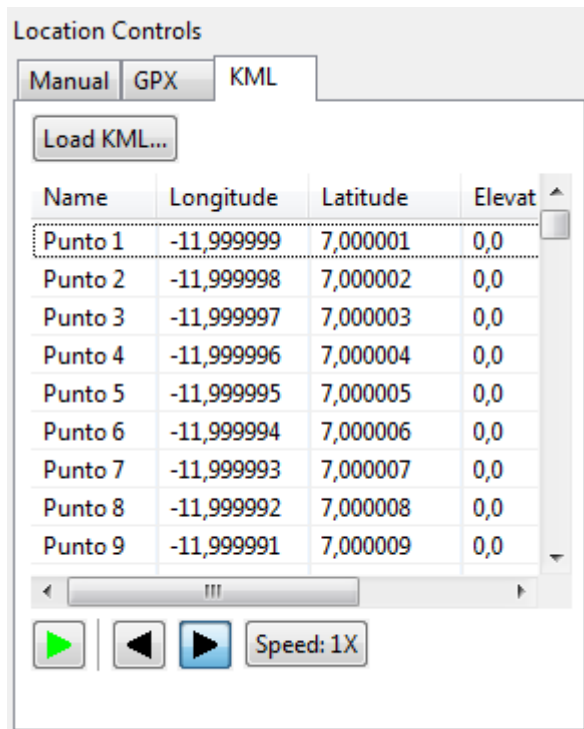 Location Controls
Manual GPX KML
Load KML...
Name Longitude Latitude Elevat
Punto 1 -11,999999 7,000001 0,0
Punto 2 -11,999998 7,000002 0,0
Punto 3 -11,999997 7,000003 0,0
Punto 4 -11,999996 7,000004 0,0
Punto 5 -11,999995 7,000005 0,0
Punto 6 -11,999994 7,000006 0,0
Punto 7 -11,999993 7,000007 0,0
Punto 8 -11,999992 7,000008 0,0
Punto 9 -11,999991 7,000009 0,0
Speed: 1X